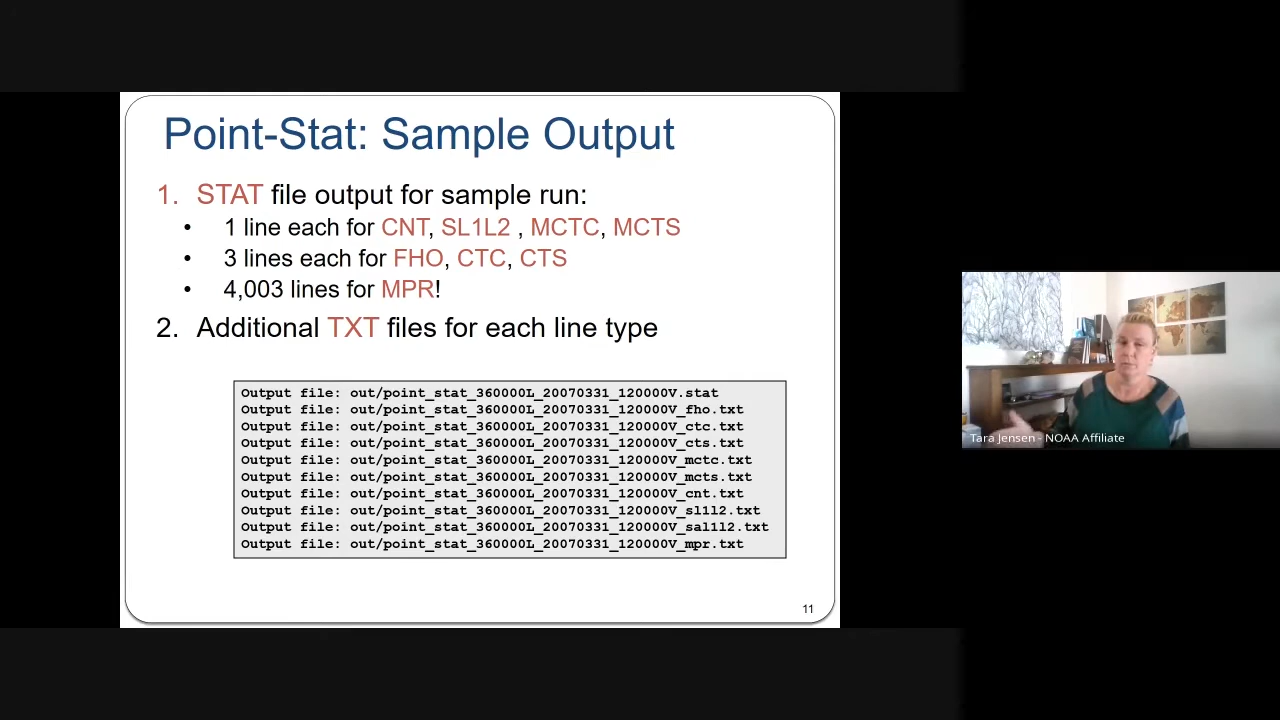 Point-Stat: Sample Output
1. STAT file output for sample run:
• 1 line each for CNT, SL1L2 , MCTC, MCTS
• 3 lines each for FHO, CTC, CTS
• 4,003 lines for MPR!
2. Additional TXT files for each line type
Output file: out/point_stat_360000L_20070331_120000V.stat
Output file: out/point_stat_360000L_20070331_120000V_fho.txt
Output file: out/point_stat_360000L_20070331_120000V_ctc.txt
Output file: out/point_stat_360000L_20070331_120000V_cts.txt
Output file: out/point_stat_360000L_20070331_120000V_mctc.txt
Output file: out/point_stat_360000L_20070331_120000V_mcts.txt
Output file: out/point_stat_360000L_20070331_120000V_cnt.txt
Output file: out/point_stat_360000L_20070331_120000V_sl1l2.txt
Output file: out/point_stat_360000L_20070331_120000V_sal1l2.txt
Output file: out/point_stat_360000L_20070331_120000V_mpr.txt
11
Tara Jensen - NOAA Affiliate